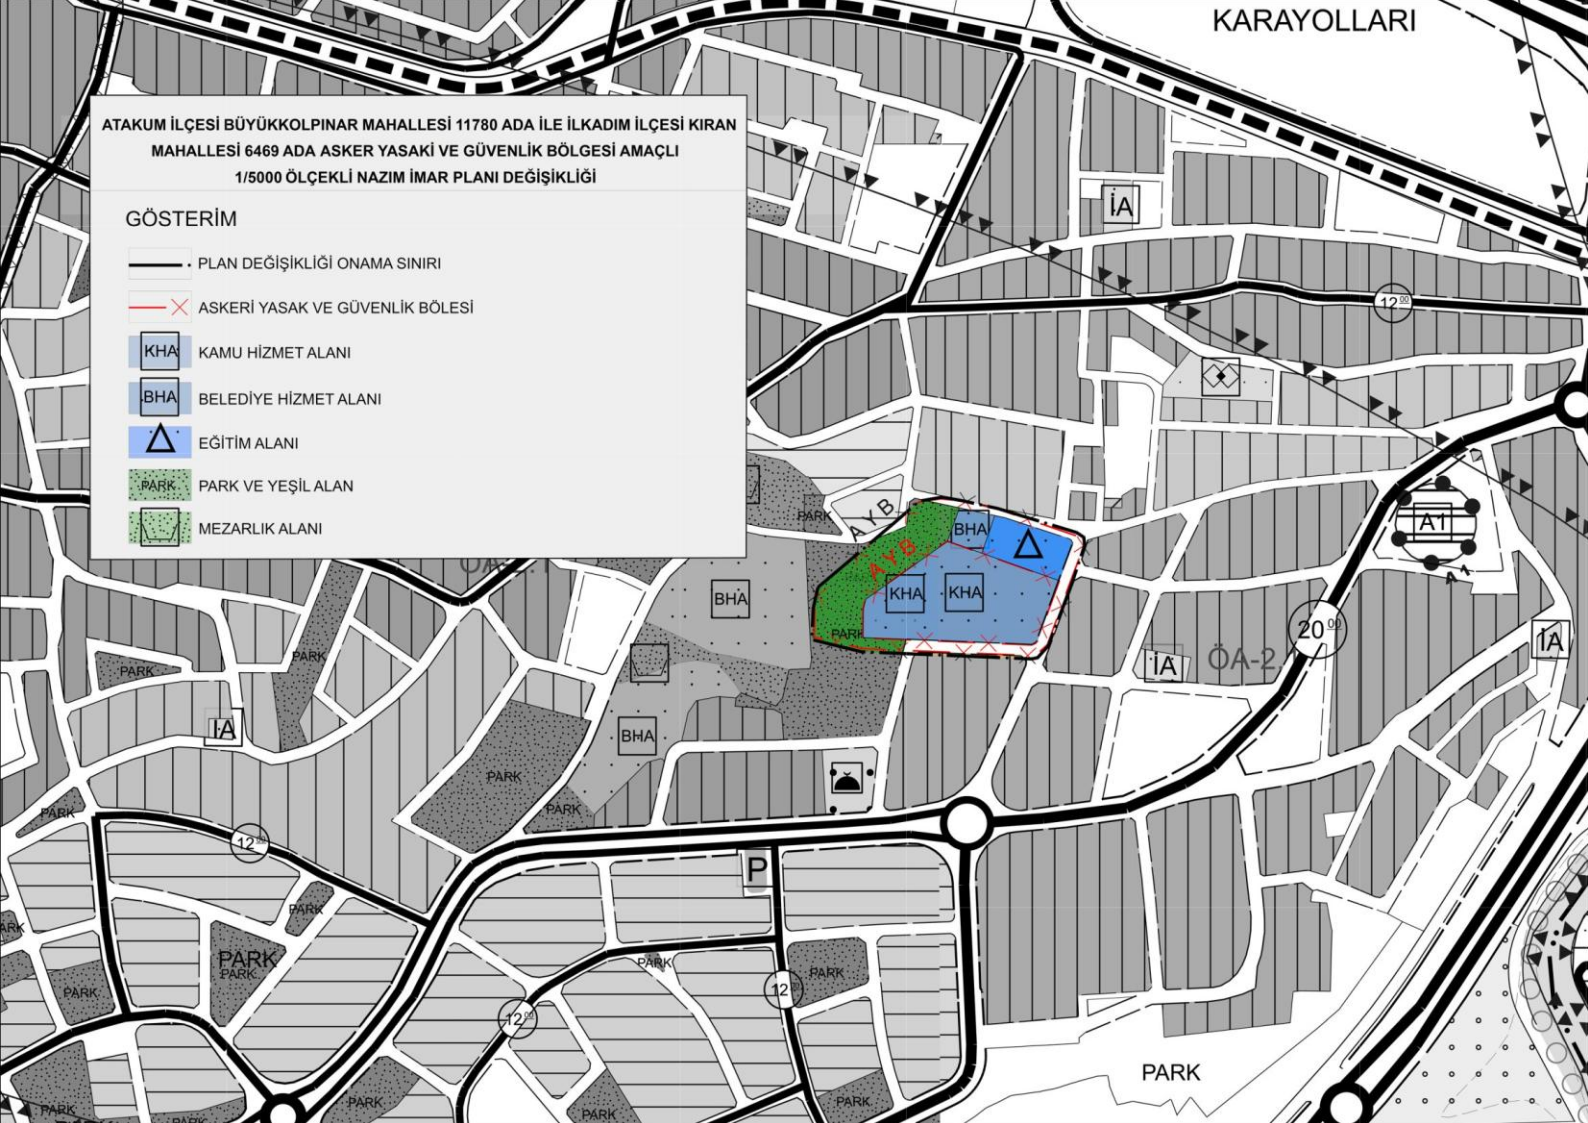 KARAYOLLARI
ATAKUM İLÇESİ BÜYÜKKOLPINAR MAHALLESİ 11780 ADA İLE İLKADIM İLÇESİ KIRAN
MAHALLESİ 6469 ADA ASKER YASAKİ VE GÜVENLİK BÖLGESİ AMAÇLI
1/5000 ÖLÇEKLİ NAZIM İMAR PLANI DEĞİŞİKLİĞİ
GÖSTERİM
PLAN DEĞİŞİKLİĞİ ONAMA SINIRI
ASKERİ YASAK VE GÜVENLİK BÖLESİ
KHA KAMU HİZMET ALANI
BHA BELEDİYE HİZMET ALANI
EĞİTİM ALANI
PARK PARK VE YEŞİL ALAN
MEZARLIK ALANI
İA
12 00
A1
A1
PARK
AYB
BHA
AYB
KHA
KHA
BHA
PARK
20 00
İA
ÖA-2
İA
PARK
PARK
İA
BHA
PARK
PARK
PARK
12 00
P
PARK
PARK
PARK
PARK
PARK
PARK
PARK
12
12 00
PARK
PARK
PARK
PARK
PARK
PARK